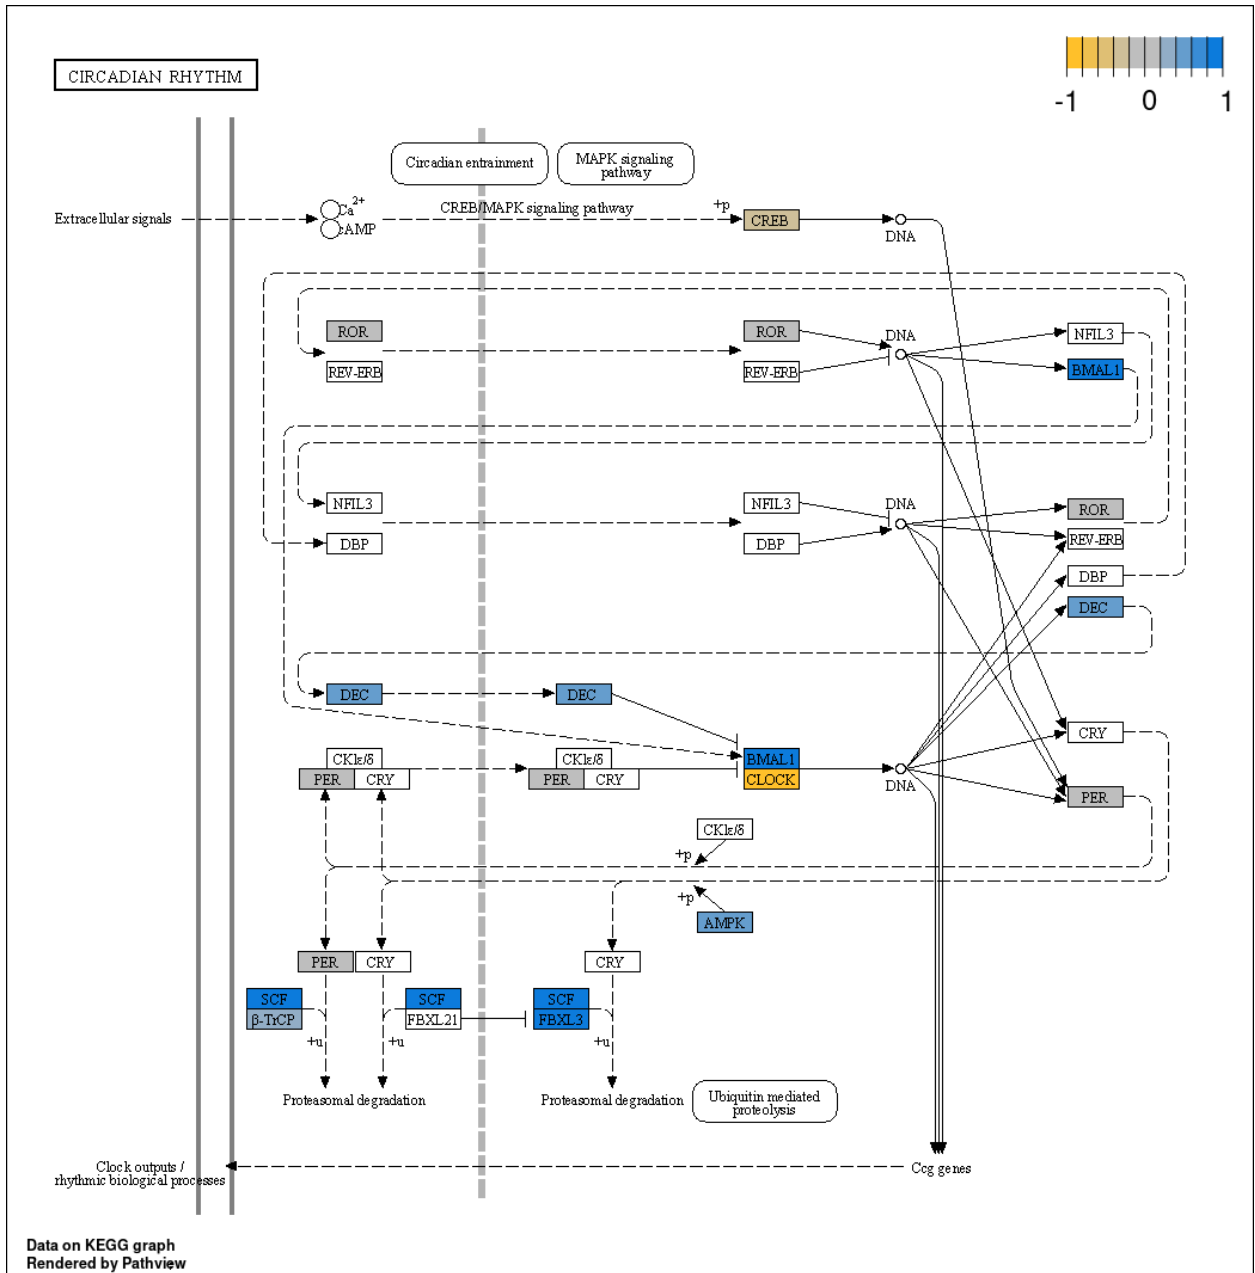 CIRCADIAN RHYTHM
-1 0 1
Circadian entrainment
MAPK signaling
pathway
Extracellular signals
Ca2+
cAMP
CREB/MAPK signaling pathway
+p
CREB
DNA
ROR
REV-ERB
ROR
REV-ERB
DNA
NFIL3
BMAL1
NFIL3
DBP
NFIL3
DBP
DNA
ROR
REV-ERB
DBP
DEC
DEC
DEC
CKlε/δ
PER CRY
CKlε/δ
PER CRY
BMAL1
CLOCK
DNA
CRY
PER
CKlε/δ
+p
+p
AMPK
PER CRY
CRY
SCF
β-TrCP
SCF
FBXL21
SCF
FBXL3
+u
+u
+u
Proteasomal degradation
Proteasomal degradation
Ubiquitin mediated
proteolysis
Clock outputs /
rhythmic biological processes
Ccg genes
Data on KEGG graph
Rendered by Pathview